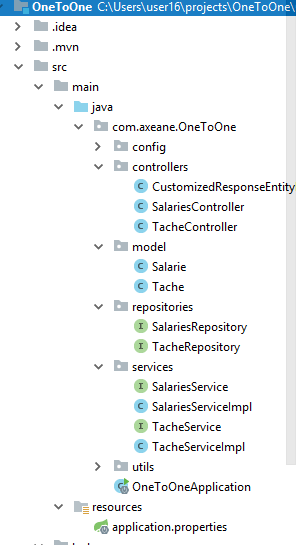 OneToOne C:\Users\user16\projects\OneToOne\
.idea
.mvn
src
main
java
com.axeane.OneToOne
config
controllers
CustomizedResponseEntity
SalariesController
TacheController
model
Salarie
Tache
repositories
SalariesRepository
TacheRepository
services
SalariesService
SalariesServiceImpl
TacheService
TacheServiceImpl
utils
OneToOneApplication
resources
application.properties